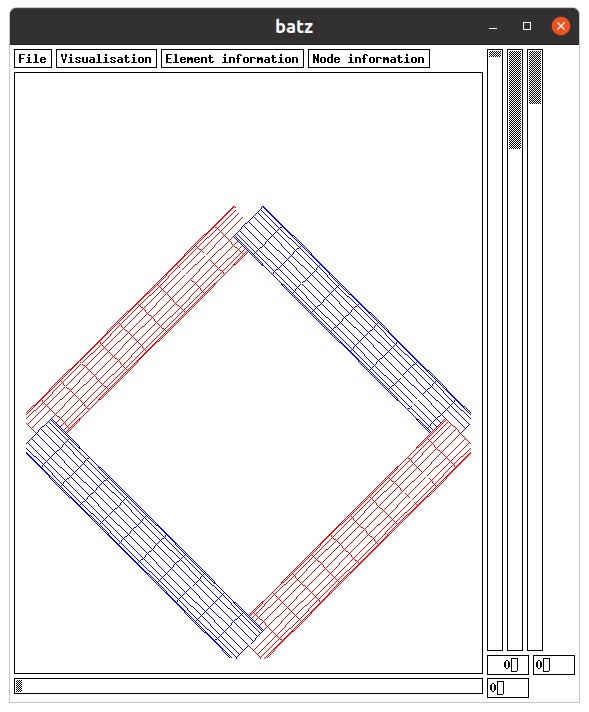 batz
File Visualisation Element information Node information
0 0
0